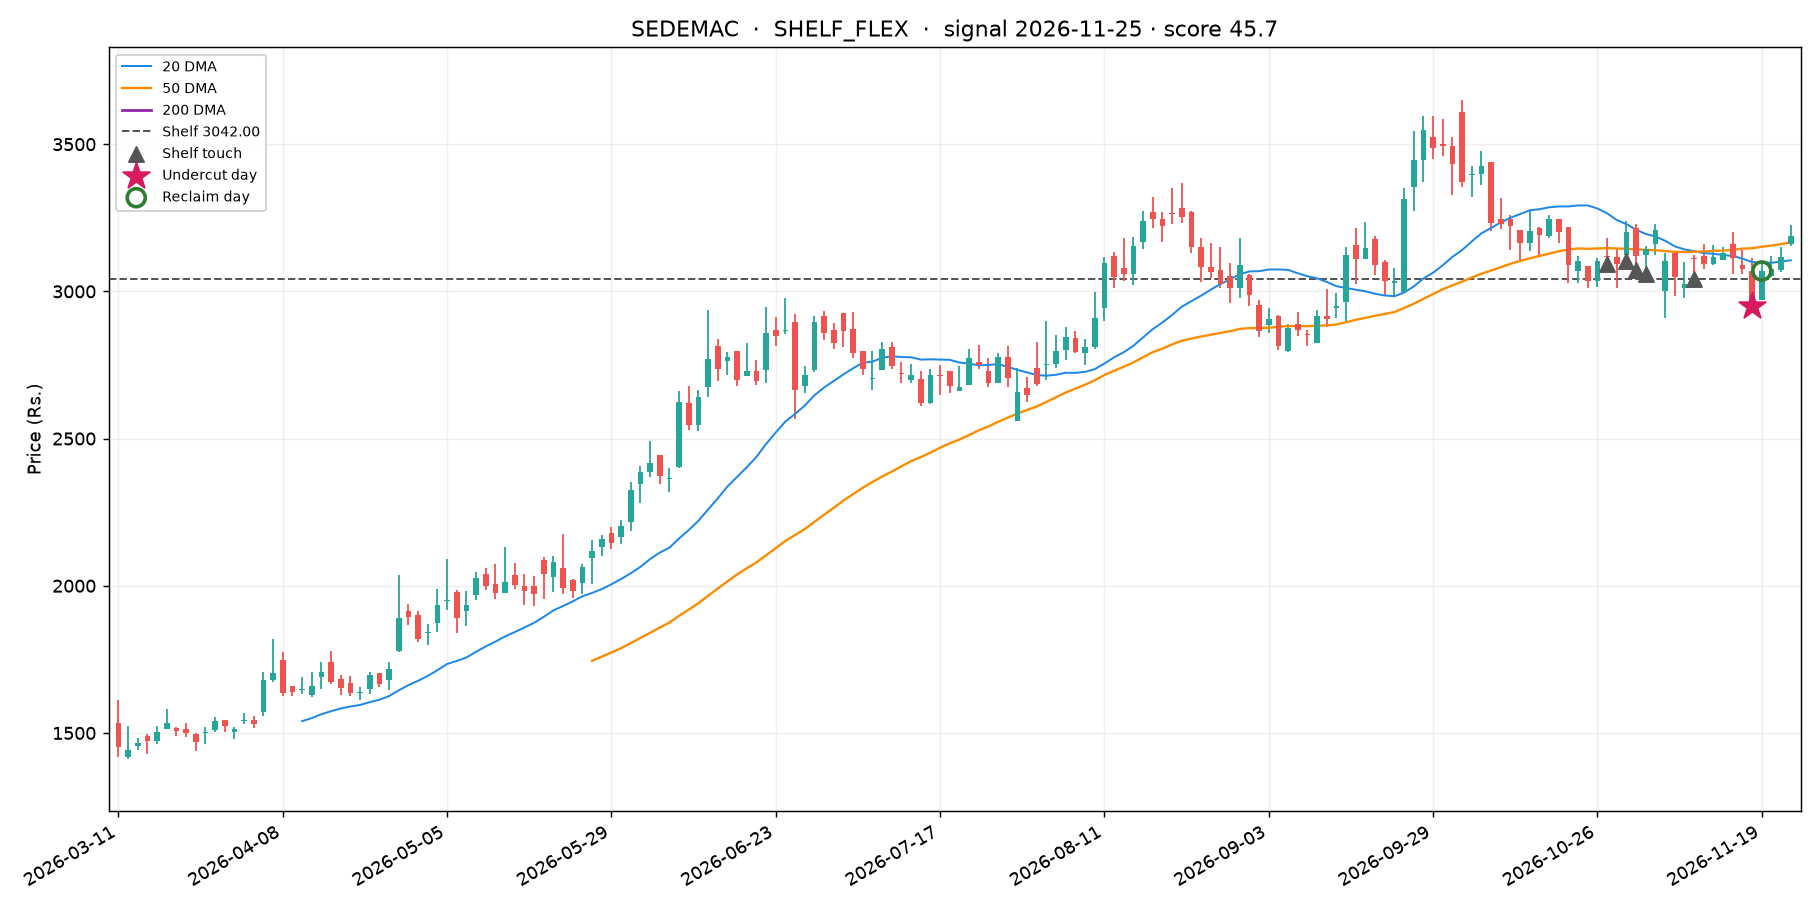 SEDEMAC · SHELF_FLEX · signal 2026-11-25 · score 45.7
20 DMA
50 DMA
200 DMA
Shelf 3042.00
Shelf touch
Undercut day
Reclaim day
Price (Rs.)
3500
3000
2500
2000
1500
2026-03-11
2026-04-08
2026-05-05
2026-05-29
2026-06-23
2026-07-17
2026-08-11
2026-09-03
2026-09-29
2026-10-26
2026-11-19